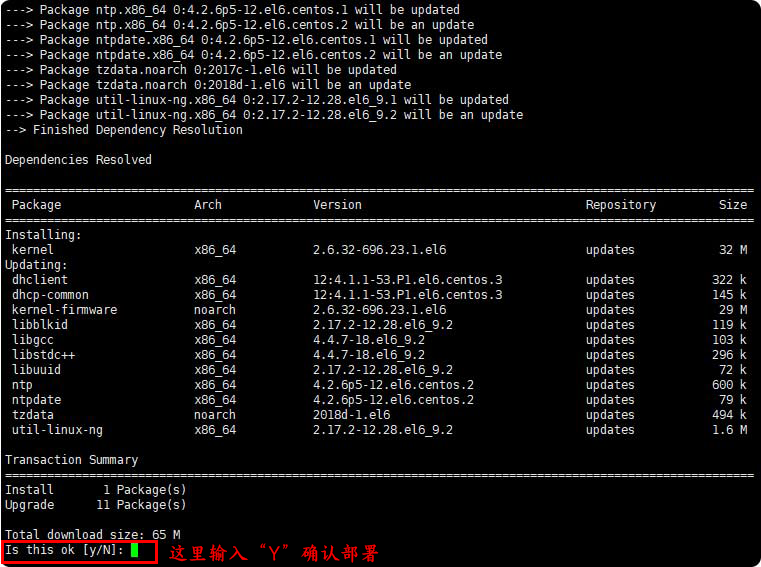 ---> Package ntp.x86_64 0:4.2.6p5-12.el6.centos.1 will be updated
---> Package ntp.x86_64 0:4.2.6p5-12.el6.centos.2 will be an update
---> Package ntpdate.x86_64 0:4.2.6p5-12.el6.centos.1 will be updated
---> Package ntpdate.x86_64 0:4.2.6p5-12.el6.centos.2 will be an update
---> Package tzdata.noarch 0:2017c-1.el6 will be updated
---> Package tzdata.noarch 0:2018d-1.el6 will be an update
---> Package util-linux-ng.x86_64 0:2.17.2-12.28.el6_9.1 will be updated
---> Package util-linux-ng.x86_64 0:2.17.2-12.28.el6_9.2 will be an update
--> Finished Dependency Resolution
Dependencies Resolved
Package Arch Version Repository Size
Installing:
kernel x86_64 2.6.32-696.23.1.el6 updates 32 M
Updating:
dhclient x86_64 12:4.1.1-53.P1.el6.centos.3 updates 322 k
dhcp-common x86_64 12:4.1.1-53.P1.el6.centos.3 updates 145 k
kernel-firmware noarch 2.6.32-696.23.1.el6 updates 29 M
libblkid x86_64 2.17.2-12.28.el6_9.2 updates 119 k
libgcc x86_64 4.4.7-18.el6_9.2 updates 103 k
libstdc++ x86_64 4.4.7-18.el6_9.2 updates 296 k
libuuid x86_64 2.17.2-12.28.el6_9.2 updates 72 k
ntp x86_64 4.2.6p5-12.el6.centos.2 updates 600 k
ntpdate x86_64 4.2.6p5-12.el6.centos.2 updates 79 k
tzdata noarch 2018d-1.el6 updates 494 k
util-linux-ng x86_64 2.17.2-12.28.el6_9.2 updates 1.6 M
Transaction Summary
Install 1 Package(s)
Upgrade 11 Package(s)
Total download size: 65 M
Is this ok [y/N]: 这里输入“Y”确认部署